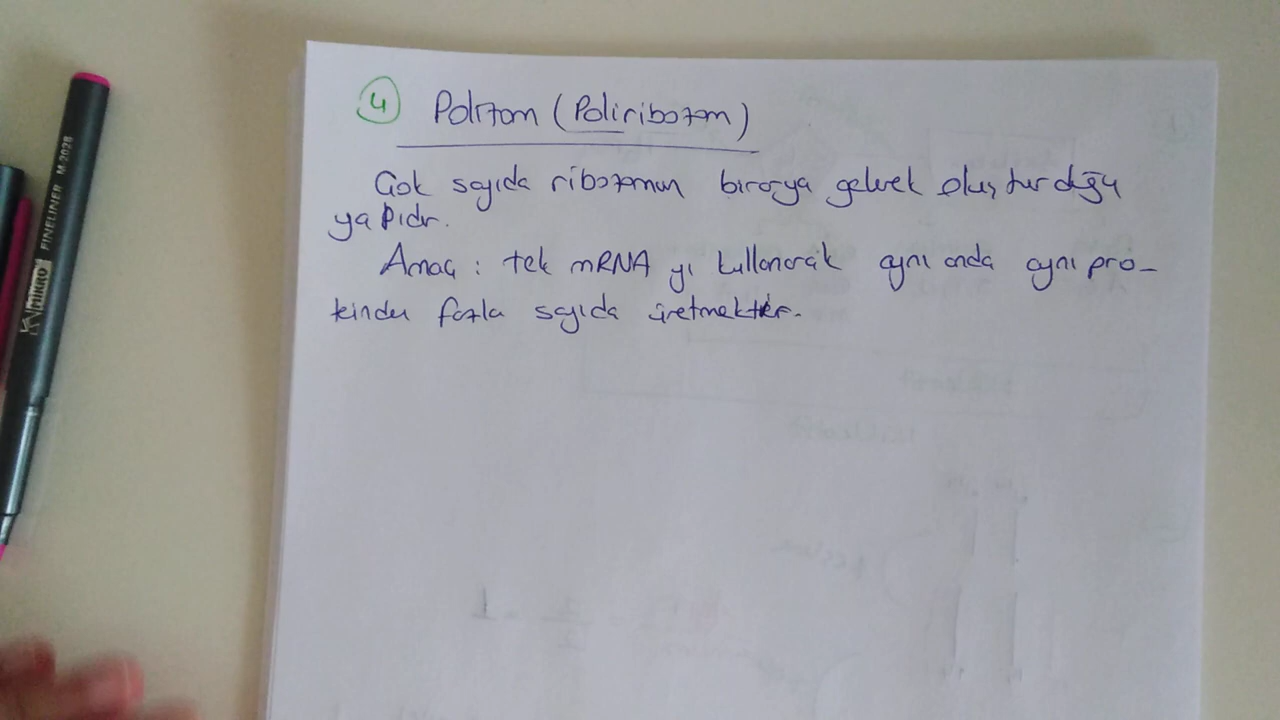 4 Polizom (Poliribozom)
Çok sayıda ribozomun biraraya gelerek oluşturduğu
yapıdır.
Amaç : tek mRNA yı kullanarak aynı anda aynı pro-
teinden fazla sayıda üretmektir.
MIKRO FINELINER M-2028